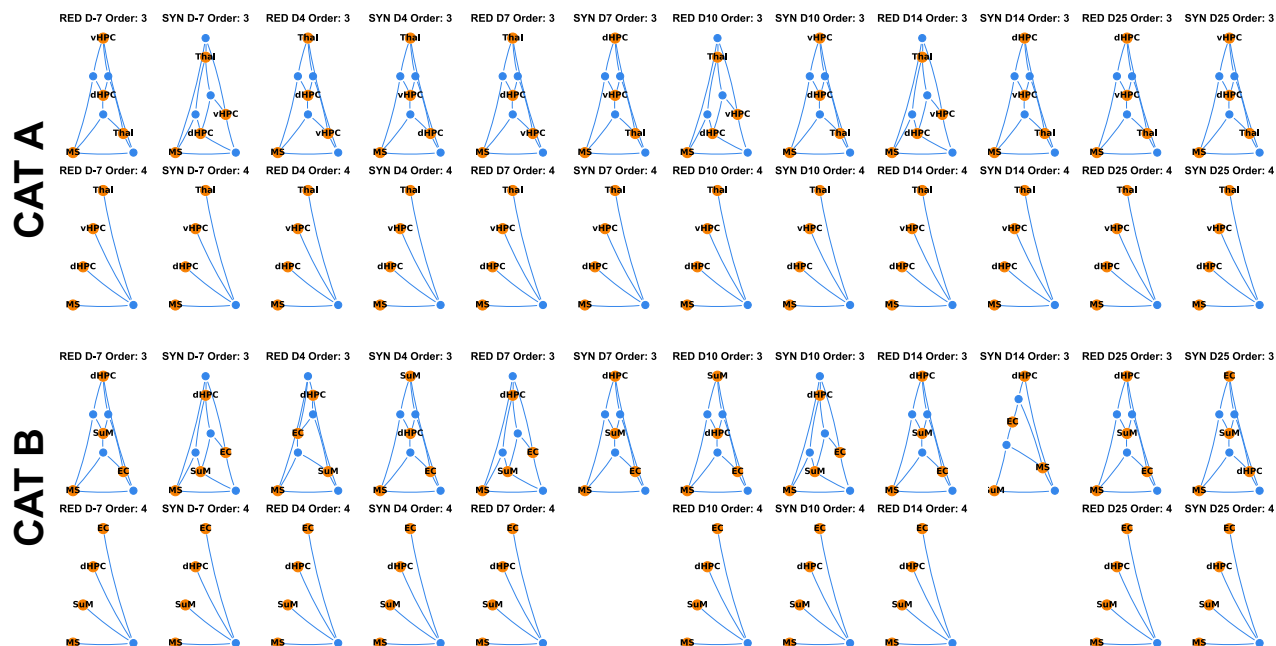 RED D-7 Order: 3 SYN D-7 Order: 3 RED D4 Order: 3 SYN D4 Order: 3 RED D7 Order: 3 SYN D7 Order: 3 RED D10 Order: 3 SYN D10 Order: 3 RED D14 Order: 3 SYN D14 Order: 3 RED D25 Order: 3 SYN D25 Order: 3
vHPC Thal Thal Thal dHPC vHPC dHPC dHPC vHPC
Thal Thal Thal
dHPC dHPC vHPC dHPC vHPC dHPC vHPC vHPC dHPC
vHPC vHPC vHPC
Thal dHPC vHPC dHPC vHPC Thal dHPC Thal dHPC Thal Thal Thal
MS MS MS MS MS MS MS MS MS MS MS MS
CAT A
RED D-7 Order: 4 SYN D-7 Order: 4 RED D4 Order: 4 SYN D4 Order: 4 RED D7 Order: 4 SYN D7 Order: 4 RED D10 Order: 4 SYN D10 Order: 4 RED D14 Order: 4 SYN D14 Order: 4 RED D25 Order: 4 SYN D25 Order: 4
Thal Thal Thal Thal Thal Thal Thal Thal Thal Thal Thal Thal
vHPC vHPC vHPC vHPC vHPC vHPC vHPC vHPC vHPC vHPC vHPC vHPC
dHPC dHPC dHPC dHPC dHPC dHPC dHPC dHPC dHPC dHPC dHPC dHPC
MS MS MS MS MS MS MS MS MS MS MS MS
RED D-7 Order: 3 SYN D-7 Order: 3 RED D4 Order: 3 SYN D4 Order: 3 RED D7 Order: 3 SYN D7 Order: 3 RED D10 Order: 3 SYN D10 Order: 3 RED D14 Order: 3 SYN D14 Order: 3 RED D25 Order: 3 SYN D25 Order: 3
dHPC SuM dHPC SuM dHPC dHPC dHPC EC
dHPC dHPC dHPC dHPC
EC
SuM EC dHPC SuM dHPC SuM SuM SuM
EC EC EC
EC SuM SuM EC SuM EC EC SuM EC MS EC dHPC
MS MS MS MS MS MS MS MS MS SuM MS MS
CAT B
RED D-7 Order: 4 SYN D-7 Order: 4 RED D4 Order: 4 SYN D4 Order: 4 RED D7 Order: 4 RED D10 Order: 4 SYN D10 Order: 4 RED D14 Order: 4 RED D25 Order: 4 SYN D25 Order: 4
EC EC EC EC EC EC EC EC EC EC
dHPC dHPC dHPC dHPC dHPC dHPC dHPC dHPC dHPC dHPC
SuM SuM SuM SuM SuM SuM SuM SuM SuM SuM
MS MS MS MS MS MS MS MS MS MS